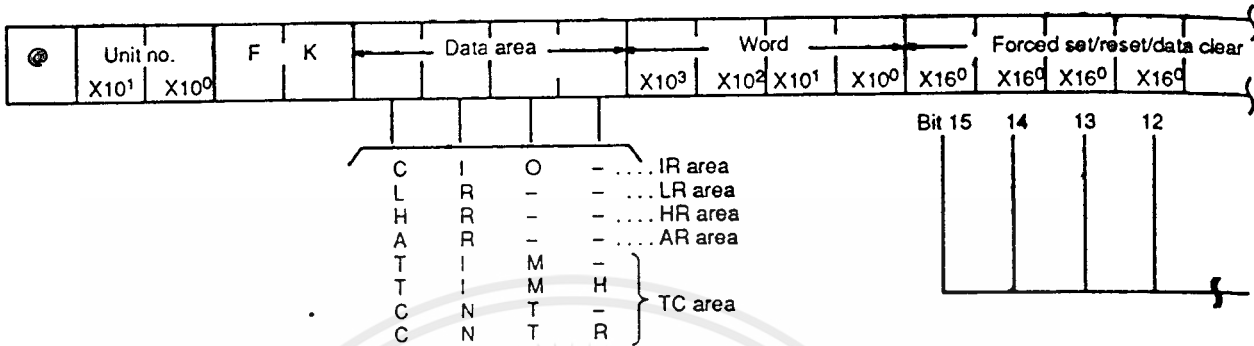 @ Unit no. F K Data area Word Forced set/reset/data clear
X10¹ X10⁰ X10³ X10² X10¹ X10⁰ X16⁰ X16⁰ X16⁰ X16⁰
Bit 15 14 13 12
C I O – .... IR area
L R – – .... LR area
H R – – .... HR area
A R – – .... AR area
T I M –
T I M H
C N T –
C N T R
TC area